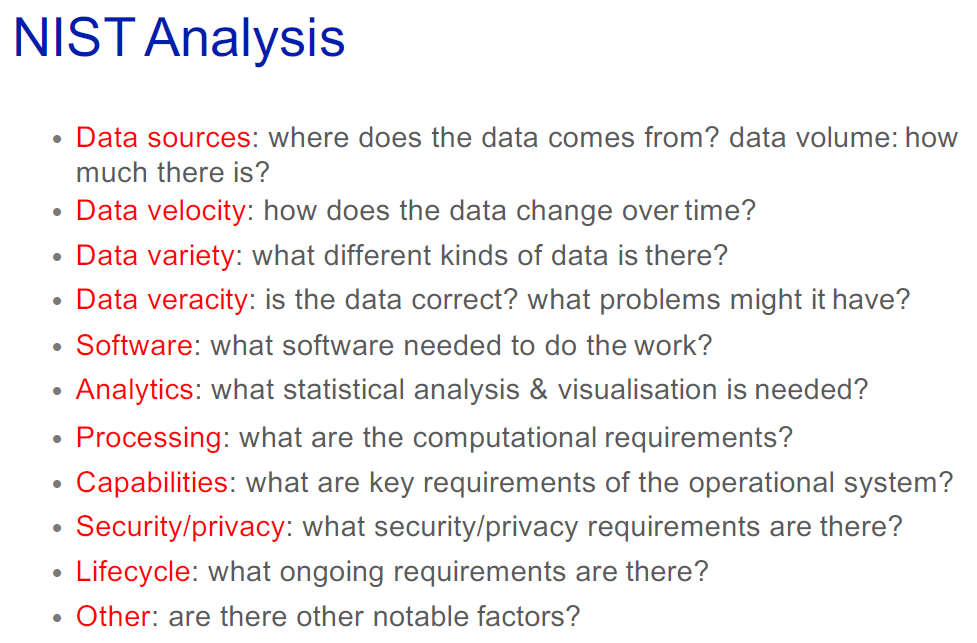 NIST Analysis
• Data sources: where does the data comes from? data volume: how
much there is?
• Data velocity: how does the data change over time?
• Data variety: what different kinds of data is there?
• Data veracity: is the data correct? what problems might it have?
• Software: what software needed to do the work?
• Analytics: what statistical analysis & visualisation is needed?
• Processing: what are the computational requirements?
• Capabilities: what are key requirements of the operational system?
• Security/privacy: what security/privacy requirements are there?
• Lifecycle: what ongoing requirements are there?
• Other: are there other notable factors?